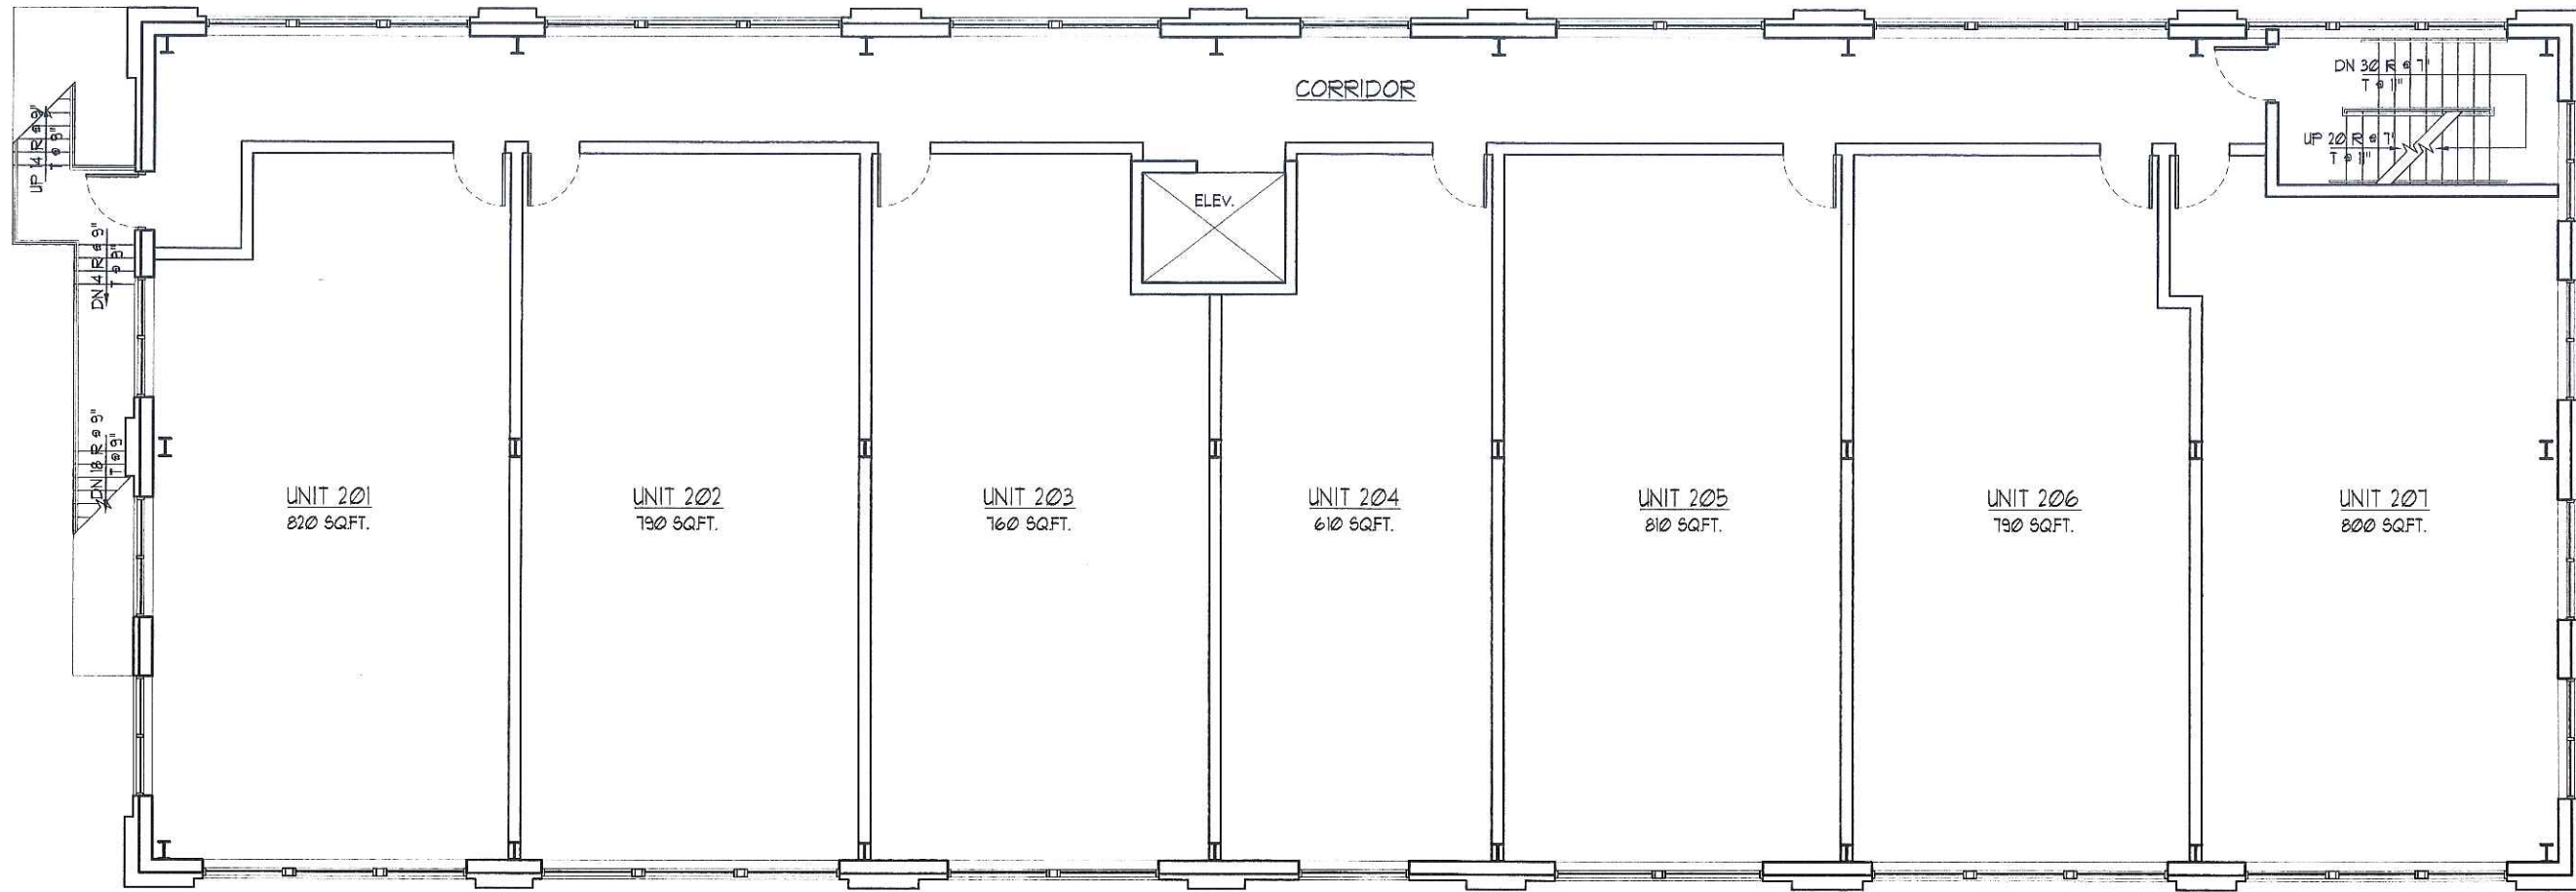 CORRIDOR
DN 30 R @ 7"
T @ 11"
UP 20 R @ 7"
T @ 11"
UP 14 R @ 9"
T @ 9"
ELEV.
DN 4 R @ 9"
T @ 9"
DN 18 R @ 9"
T @ 9"
UNIT 201
820 SQ.FT.
UNIT 202
790 SQ.FT.
UNIT 203
760 SQ.FT.
UNIT 204
610 SQ.FT.
UNIT 205
810 SQ.FT.
UNIT 206
790 SQ.FT.
UNIT 207
800 SQ.FT.